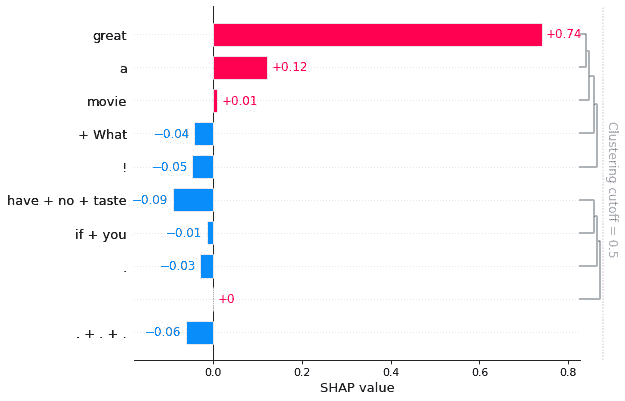 great +0.74
a +0.12
movie +0.01
+ What −0.04
! −0.05
have + no + taste −0.09
if + you −0.01
. −0.03
+0
. + . + . −0.06
0.0 0.2 0.4 0.6 0.8
SHAP value
Clustering cutoff = 0.5